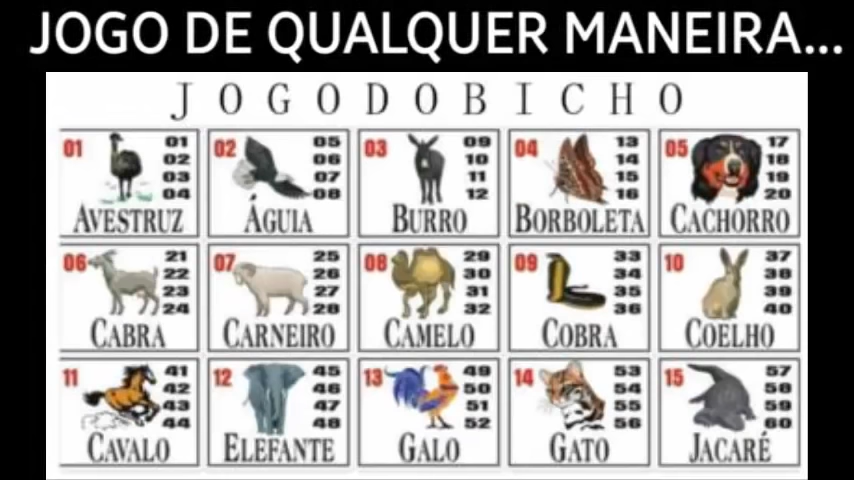 JOGO DE QUALQUER MANEIRA...
JOGO DO BICHO
01 01 02 03 04 AVESTRUZ
02 05 06 07 08 ÁGUIA
03 09 10 11 12 BURRO
04 13 14 15 16 BORBOLETA
05 17 18 19 20 CACHORRO
06 21 22 23 24 CABRA
07 25 26 27 28 CARNEIRO
08 29 30 31 32 CAMELO
09 33 34 35 36 COBRA
10 37 38 39 40 COELHO
11 41 42 43 44 CAVALO
12 45 46 47 48 ELEFANTE
13 49 50 51 52 GALO
14 53 54 55 56 GATO
15 57 58 59 60 JACARÉ